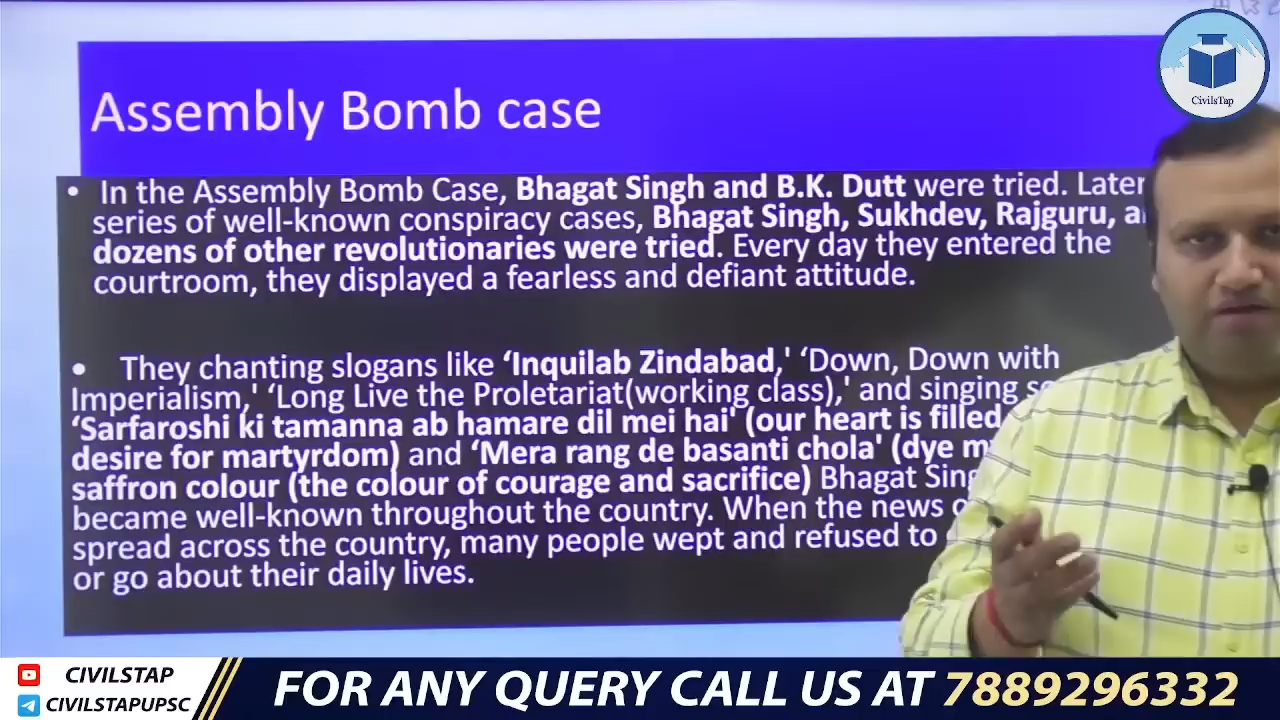 CivilsTap
Assembly Bomb case
• In the Assembly Bomb Case, Bhagat Singh and B.K. Dutt were tried. Later
series of well-known conspiracy cases, Bhagat Singh, Sukhdev, Rajguru,
dozens of other revolutionaries were tried. Every day they entered the
courtroom, they displayed a fearless and defiant attitude.
• They chanting slogans like ‘Inquilab Zindabad,' ‘Down, Down with
Imperialism,' ‘Long Live the Proletariat(working class),' and singing
‘Sarfaroshi ki tamanna ab hamare dil mei hai' (our heart is filled
desire for martyrdom) and ‘Mera rang de basanti chola' (dye
saffron colour (the colour of courage and sacrifice) Bhagat
became well-known throughout the country. When the news
spread across the country, many people wept and refused to
or go about their daily lives.
CIVILSTAP
CIVILSTAPUPSC
FOR ANY QUERY CALL US AT 7889296332